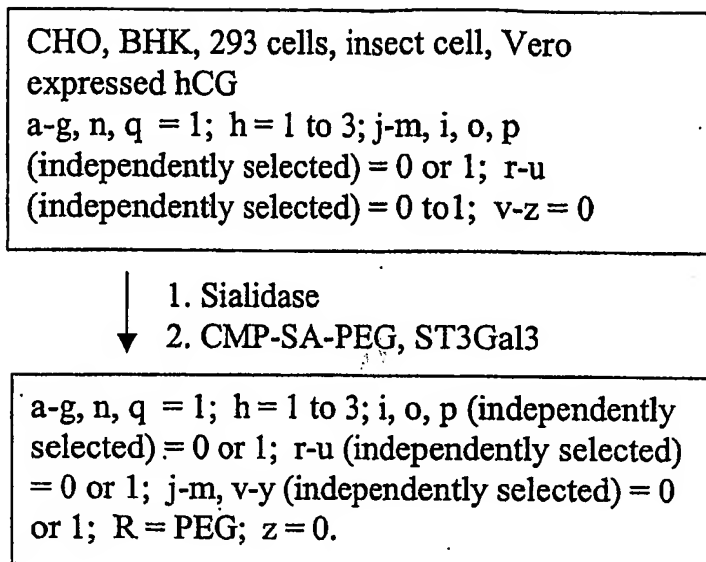 CHO, BHK, 293 cells, insect cell, Vero
expressed hCG
a-g, n, q = 1; h = 1 to 3; j-m, i, o, p
(independently selected) = 0 or 1; r-u
(independently selected) = 0 to1; v-z = 0
1. Sialidase
2. CMP-SA-PEG, ST3Gal3
a-g, n, q = 1; h = 1 to 3; i, o, p (independently
selected) = 0 or 1; r-u (independently selected)
= 0 or 1; j-m, v-y (independently selected) = 0
or 1; R = PEG; z = 0.